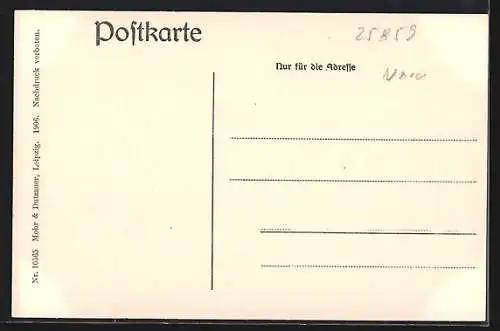 Postkarte
25859
Nur für die Adresse
Nr. 10565 Mohr & Dutzauer, Leipzig. 1906. Nachdruck verboten.